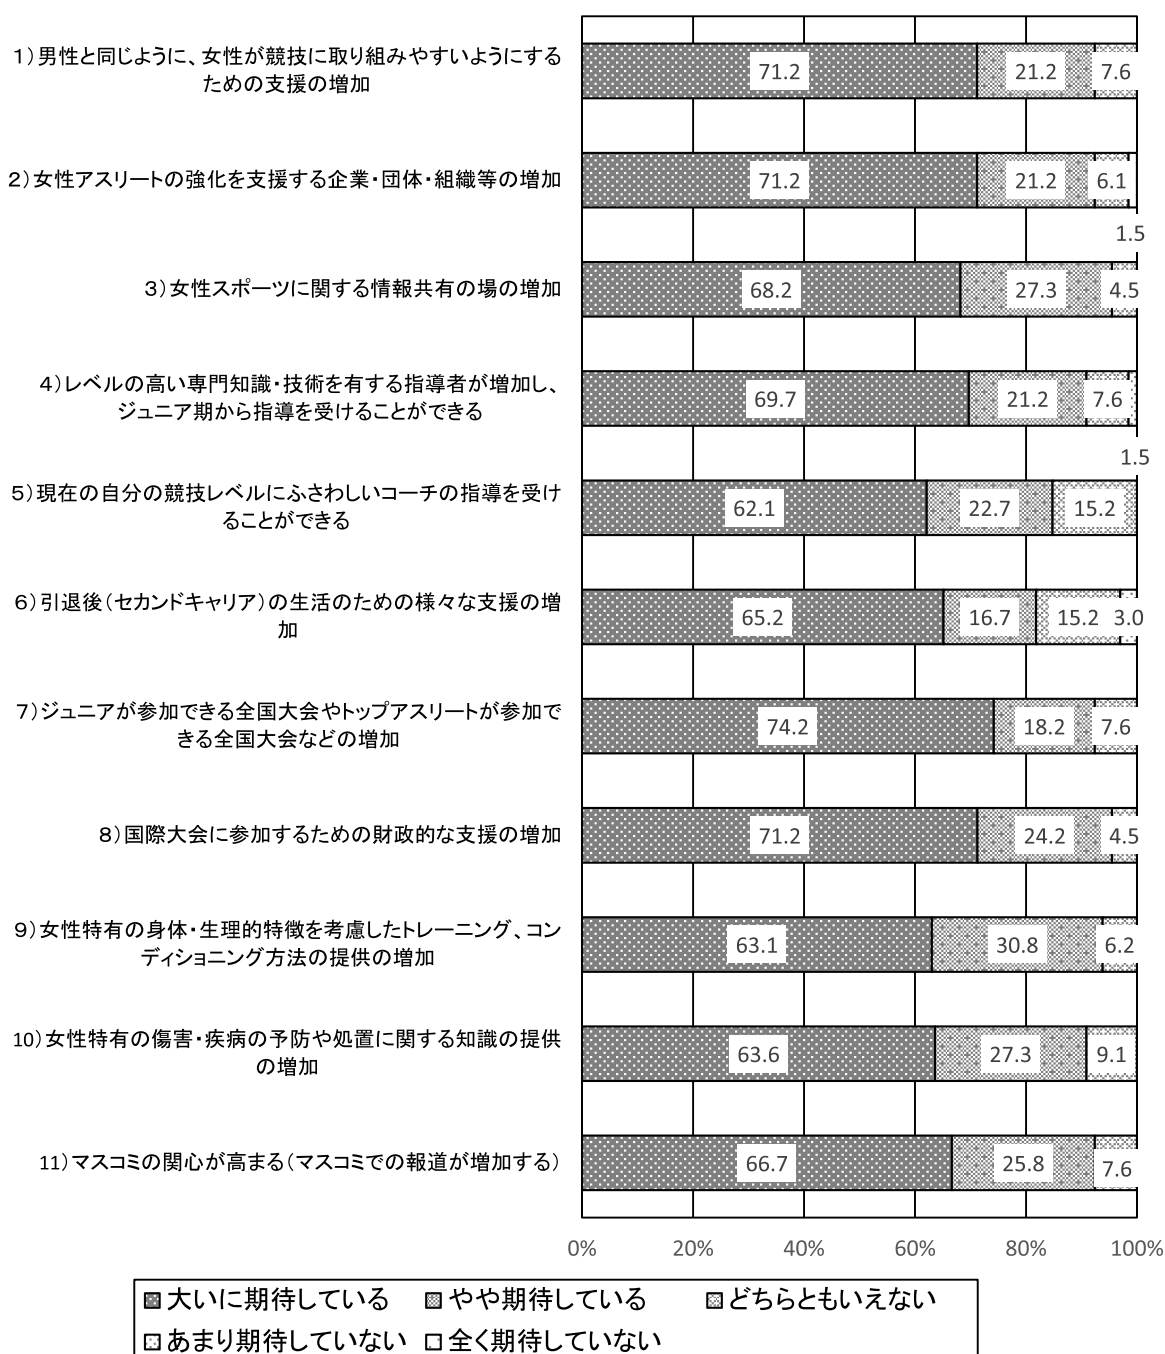 1)男性と同じように、女性が競技に取り組みやすいようにする
ための支援の増加
71.2 21.2 7.6
2)女性アスリートの強化を支援する企業・団体・組織等の増加
71.2 21.2 6.1
1.5
3)女性スポーツに関する情報共有の場の増加
68.2 27.3 4.5
4)レベルの高い専門知識・技術を有する指導者が増加し、
ジュニア期から指導を受けることができる
69.7 21.2 7.6
1.5
5)現在の自分の競技レベルにふさわしいコーチの指導を受け
ることができる
62.1 22.7 15.2
6)引退後(セカンドキャリア)の生活のための様々な支援の増
加
65.2 16.7 15.2 3.0
7)ジュニアが参加できる全国大会やトップアスリートが参加で
きる全国大会などの増加
74.2 18.2 7.6
8)国際大会に参加するための財政的な支援の増加
71.2 24.2 4.5
9)女性特有の身体・生理的特徴を考慮したトレーニング、コン
ディショニング方法の提供の増加
63.1 30.8 6.2
10)女性特有の傷害・疾病の予防や処置に関する知識の提供
の増加
63.6 27.3 9.1
11)マスコミの関心が高まる(マスコミでの報道が増加する)
66.7 25.8 7.6
0% 20% 40% 60% 80% 100%
大いに期待している やや期待している どちらともいえない
あまり期待していない 全く期待していない